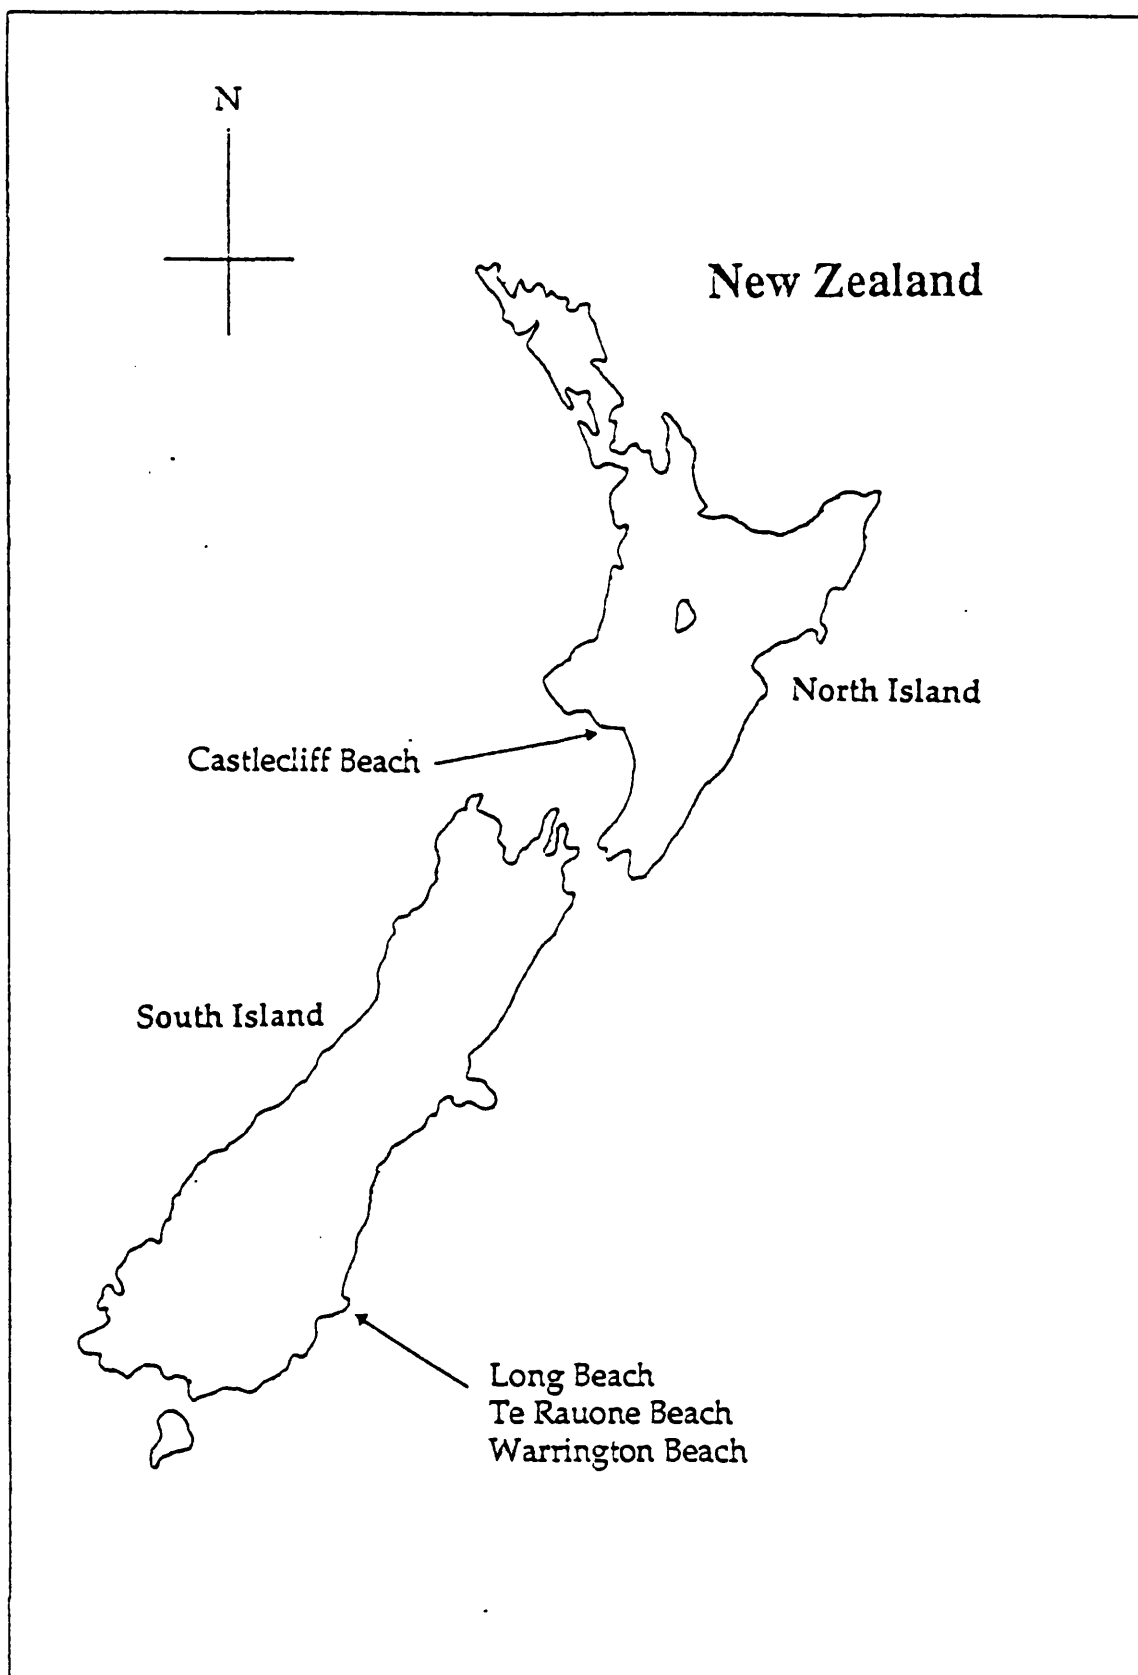 N
New Zealand
North Island
Castlecliff Beach
South Island
Long Beach
Te Rauone Beach
Warrington Beach